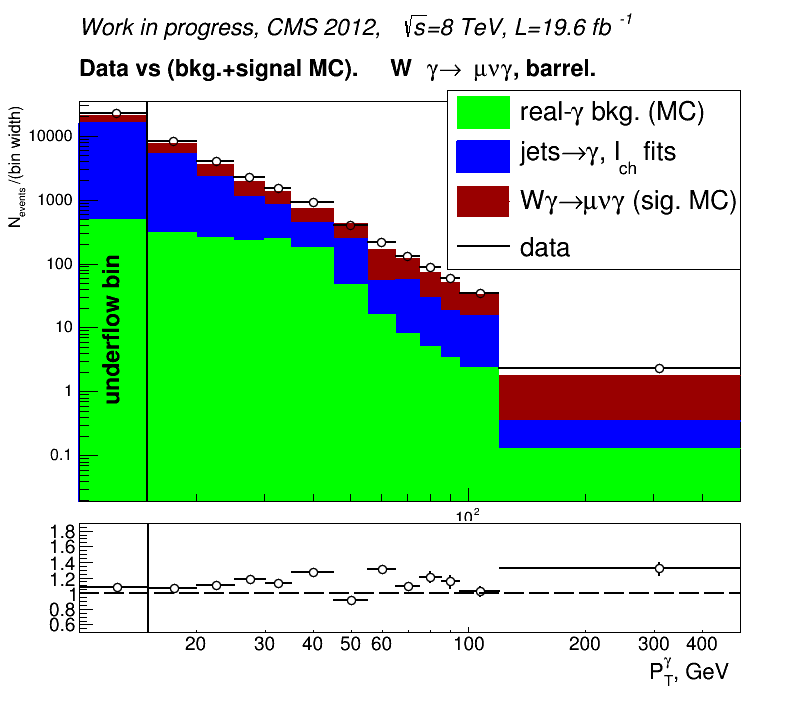 Work in progress, CMS 2012, √s=8 TeV, L=19.6 fb⁻¹
Data vs (bkg.+signal MC). W γ→ μνγ, barrel.
N_events /(bin width)
10000
1000
100
10
1
0.1
underflow bin
real-γ bkg. (MC)
jets→γ, I_ch fits
Wγ→μνγ (sig. MC)
data
10²
1.8
1.6
1.4
1.2
1
0.8
0.6
20 30 40 50 60 100 200 300 400
P_T^γ, GeV